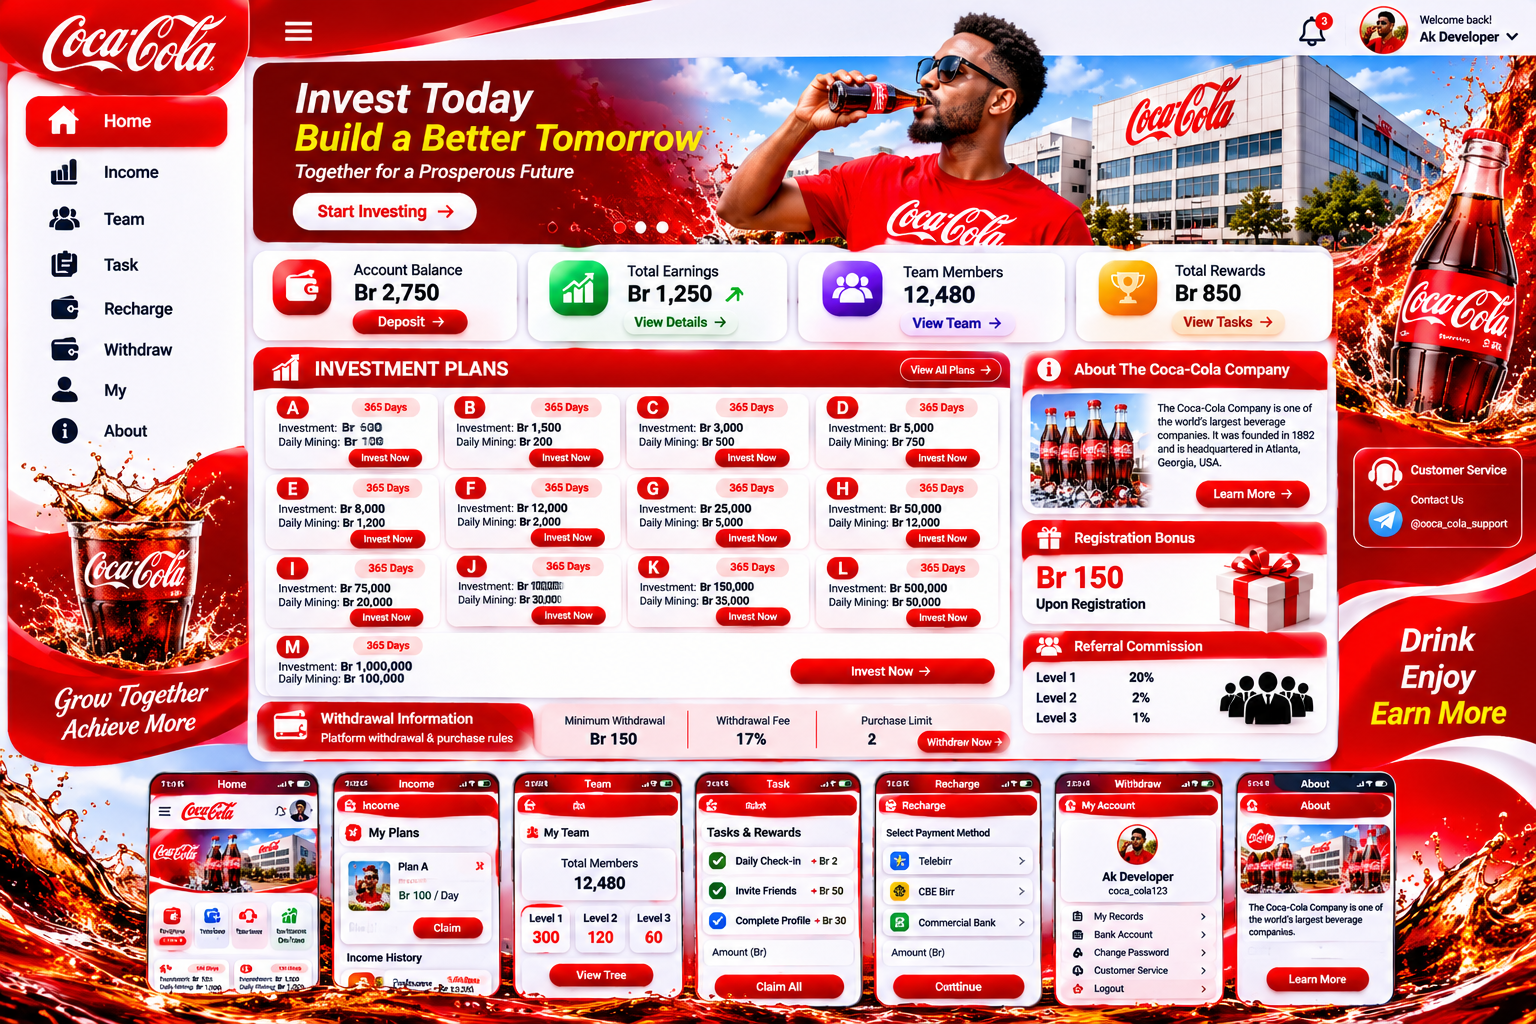 Coca-Cola
Home
Income
Team
Task
Recharge
Withdraw
My
About
Coca-Cola
Grow Together
Achieve More
3
Welcome back!
Ak Developer
Invest Today
Build a Better Tomorrow
Together for a Prosperous Future
Start Investing →
Coca-Cola
Coca-Cola
Account Balance
Br 2,750
Deposit →
Total Earnings
Br 1,250
View Details →
Team Members
12,480
View Team →
Total Rewards
Br 850
View Tasks →
Coca-Cola
INVESTMENT PLANS
View All Plans →
A 365 Days
Investment: Br
Daily Mining: Br
Invest Now
B 365 Days
Investment: Br 1,500
Daily Mining: Br 200
Invest Now
C 365 Days
Investment: Br 3,000
Daily Mining: Br 500
Invest Now
D 365 Days
Investment: Br 5,000
Daily Mining: Br 750
Invest Now
E 365 Days
Investment: Br 8,000
Daily Mining: Br 1,200
Invest Now
F 365 Days
Investment: Br 12,000
Daily Mining: Br 2,000
Invest Now
G 365 Days
Investment: Br 25,000
Daily Mining: Br 5,000
Invest Now
H 365 Days
Investment: Br 50,000
Daily Mining: Br 12,000
Invest Now
I 365 Days
Investment: Br 75,000
Daily Mining: Br 20,000
Invest Now
J 365 Days
Investment: Br
Daily Mining: Br 30,000
Invest Now
K 365 Days
Investment: Br 150,000
Daily Mining: Br 35,000
Invest Now
L 365 Days
Investment: Br 500,000
Daily Mining: Br 50,000
Invest Now
M 365 Days
Investment: Br 1,000,000
Daily Mining: Br 100,000
Invest Now →
About The Coca-Cola Company
The Coca-Cola Company is one of
the world's largest beverage
companies. It was founded in 1892
and is headquartered in Atlanta,
Georgia, USA.
Learn More →
Registration Bonus
Br 150
Upon Registration
Referral Commission
Level 1 20%
Level 2 2%
Level 3 1%
Customer Service
Contact Us
@coca_cola_support
Drink
Enjoy
Earn More
Withdrawal Information
Platform withdrawal & purchase rules
Minimum Withdrawal
Br 150
Withdrawal Fee
17%
Purchase Limit
2
Withdrew Now →
Home
Coca-Cola
Coca-Cola
Income
Income
My Plans
Plan A
Br 100 / Day
Claim
Income History
Team
My Team
Total Members
12,480
Level 1
300
Level 2
120
Level 3
60
View Tree
Task
Tasks & Rewards
Daily Check-in + Br 2
Invite Friends + Br 50
Complete Profile + Br 30
Amount (Br)
Claim All
Recharge
Recharge
Select Payment Method
Telebirr
CBE Birr
Commercial Bank
Amount (Br)
Continue
Withdraw
My Account
Ak Developer
coca_cola123
My Records
Bank Account
Change Password
Customer Service
Logout
About
About
The Coca-Cola Company is one of
the world's largest beverage
companies.
Learn More